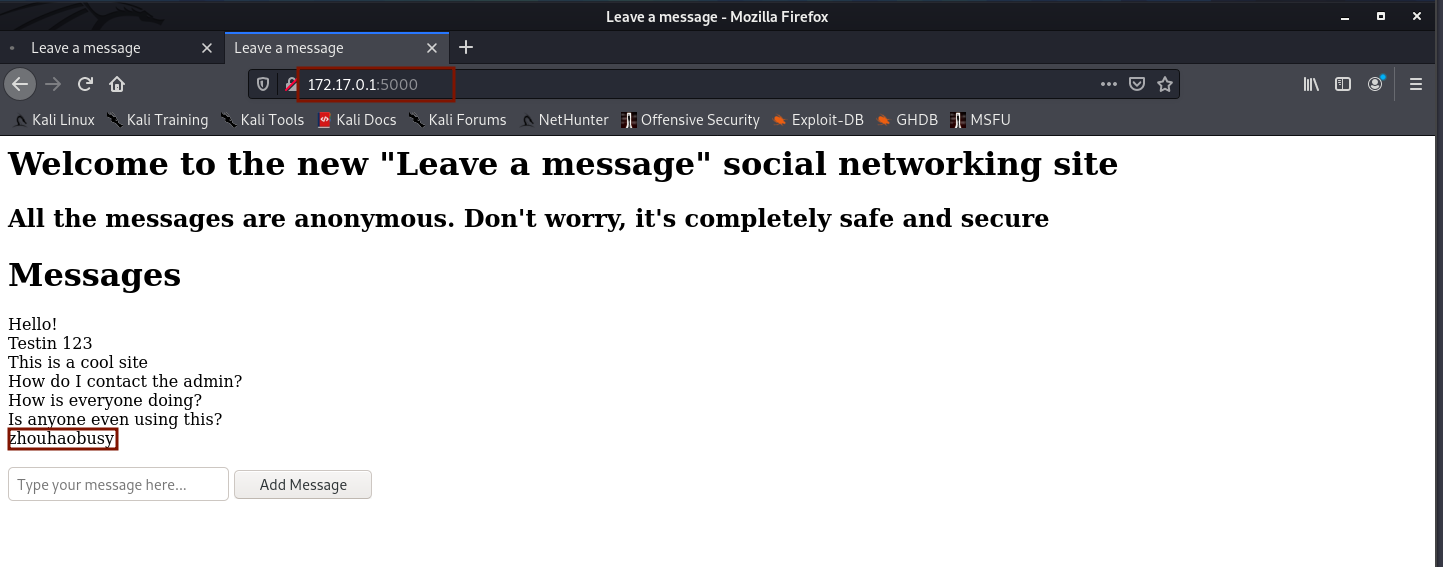 Leave a message - Mozilla Firefox
Leave a message
Leave a message
172.17.0.1:5000
Kali Linux Kali Training Kali Tools Kali Docs Kali Forums NetHunter Offensive Security Exploit-DB GHDB MSFU
Welcome to the new "Leave a message" social networking site
All the messages are anonymous. Don't worry, it's completely safe and secure
Messages
Hello!
Testin 123
This is a cool site
How do I contact the admin?
How is everyone doing?
Is anyone even using this?
zhouhaobusy
Type your message here... Add Message